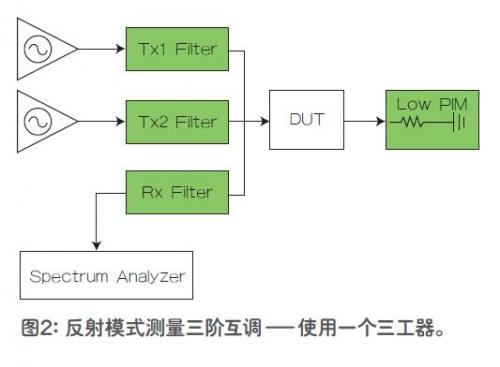 Tx1 Filter
Tx2 Filter
DUT
Low PIM
Rx Filter
Spectrum Analyzer
图2: 反射模式测量三阶互调——使用一个三工器。